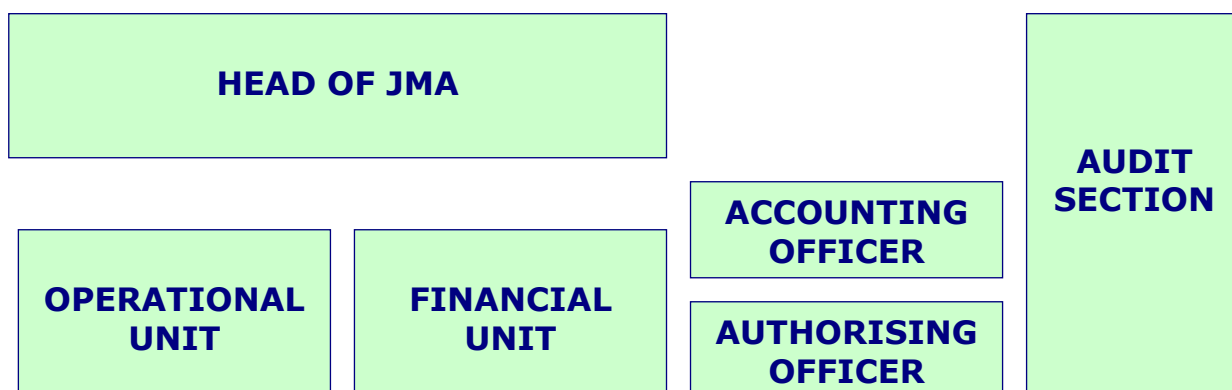 HEAD OF JMA
AUDIT
SECTION
ACCOUNTING
OFFICER
OPERATIONAL
UNIT
FINANCIAL
UNIT
AUTHORISING
OFFICER